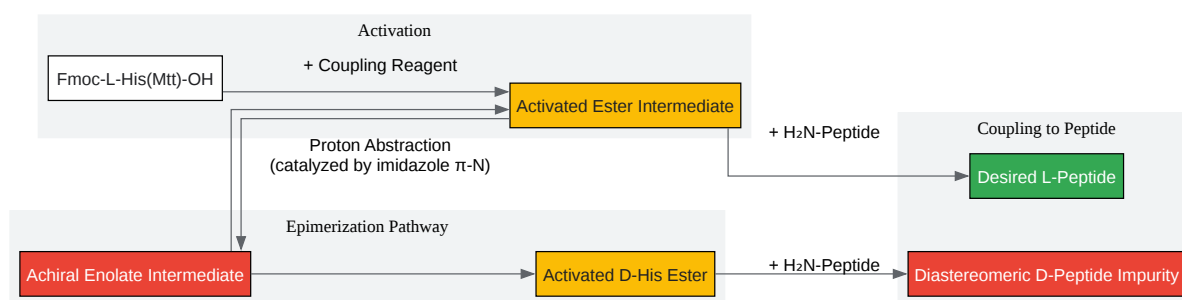 Activation
Fmoc-L-His(Mtt)-OH
+ Coupling Reagent
Activated Ester Intermediate
Proton Abstraction
(catalyzed by imidazole π-N)
+ H₂N-Peptide
Coupling to Peptide
Desired L-Peptide
Epimerization Pathway
Achiral Enolate Intermediate
Activated D-His Ester
+ H₂N-Peptide
Diastereomeric D-Peptide Impurity